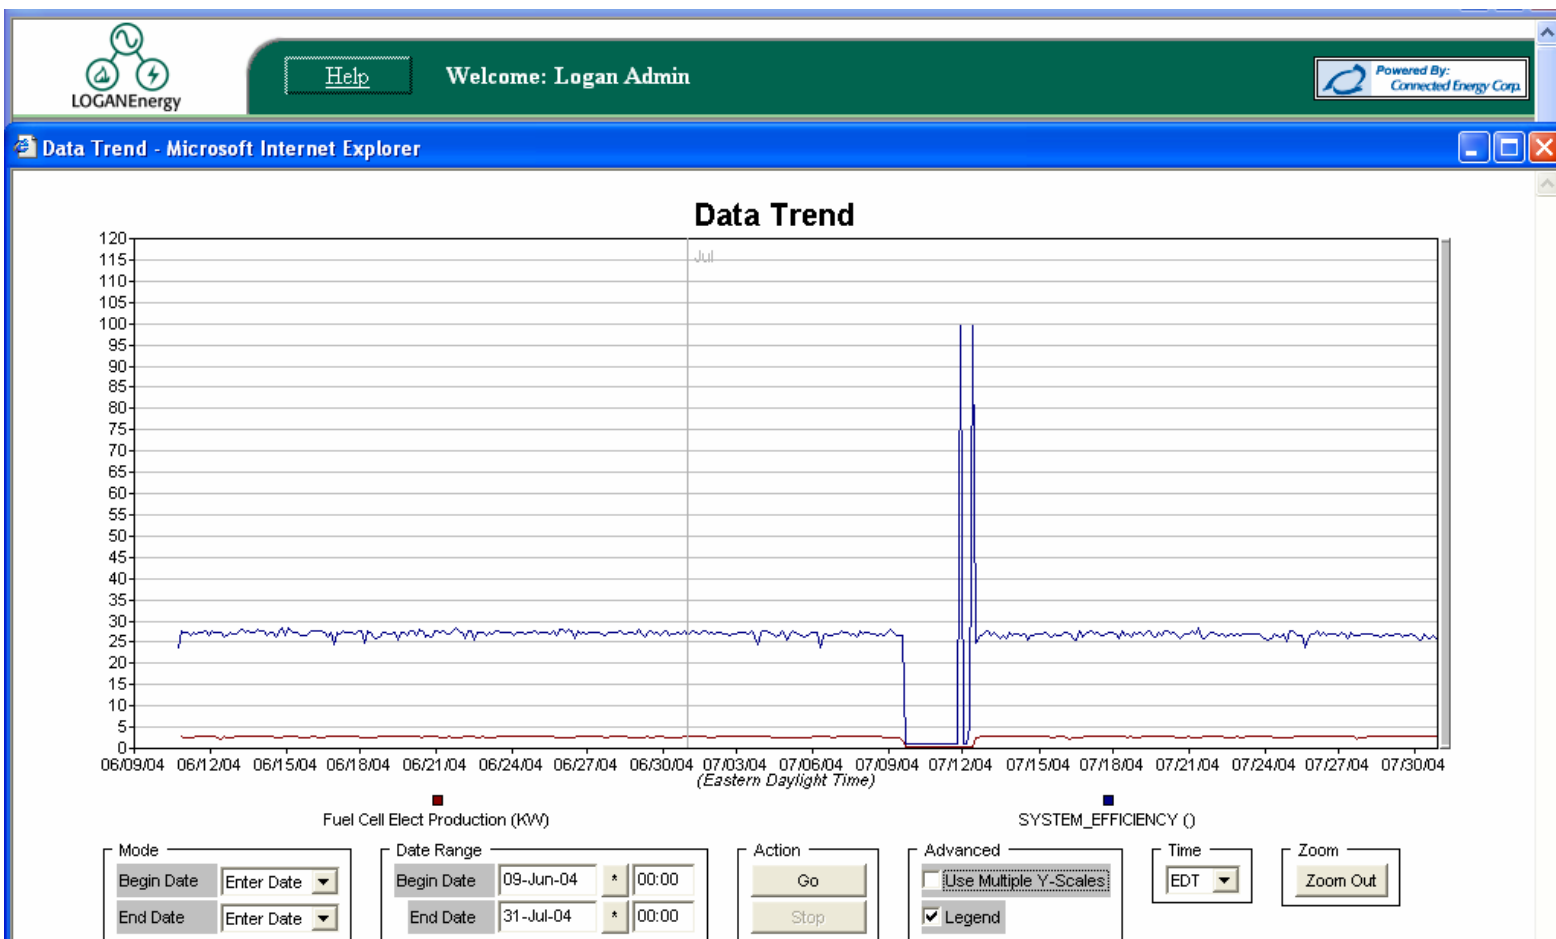 LOGANEnergy
Help
Welcome: Logan Admin
Powered By:
Connected Energy Corp.
Data Trend - Microsoft Internet Explorer
Data Trend
120
115
110
105
100
95
90
85
80
75
70
65
60
55
50
45
40
35
30
25
20
15
10
5
0
Jul
06/09/04 06/12/04 06/15/04 06/18/04 06/21/04 06/24/04 06/27/04 06/30/04 07/03/04 07/06/04 07/09/04 07/12/04 07/15/04 07/18/04 07/21/04 07/24/04 07/27/04 07/30/04
(Eastern Daylight Time)
Fuel Cell Elect Production (KW)
SYSTEM_EFFICIENCY ()
Mode
Begin Date Enter Date
End Date Enter Date
Date Range
Begin Date 09-Jun-04 * 00:00
End Date 31-Jul-04 * 00:00
Action
Go
Stop
Advanced
Use Multiple Y-Scales
Legend
Time
EDT
Zoom
Zoom Out